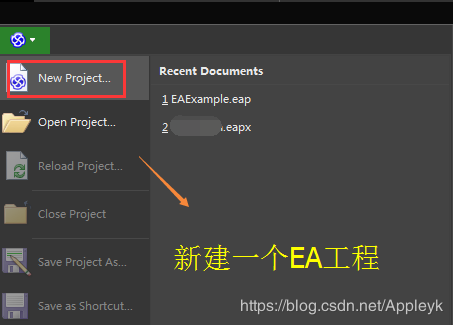 New Project...
Open Project...
Reload Project...
Close Project
Save Project As...
Save as Shortcut...
Recent Documents
1 EAExample.eap
2 .eapx
新建一个EA工程
https://blog.csdn.net/Appleyk